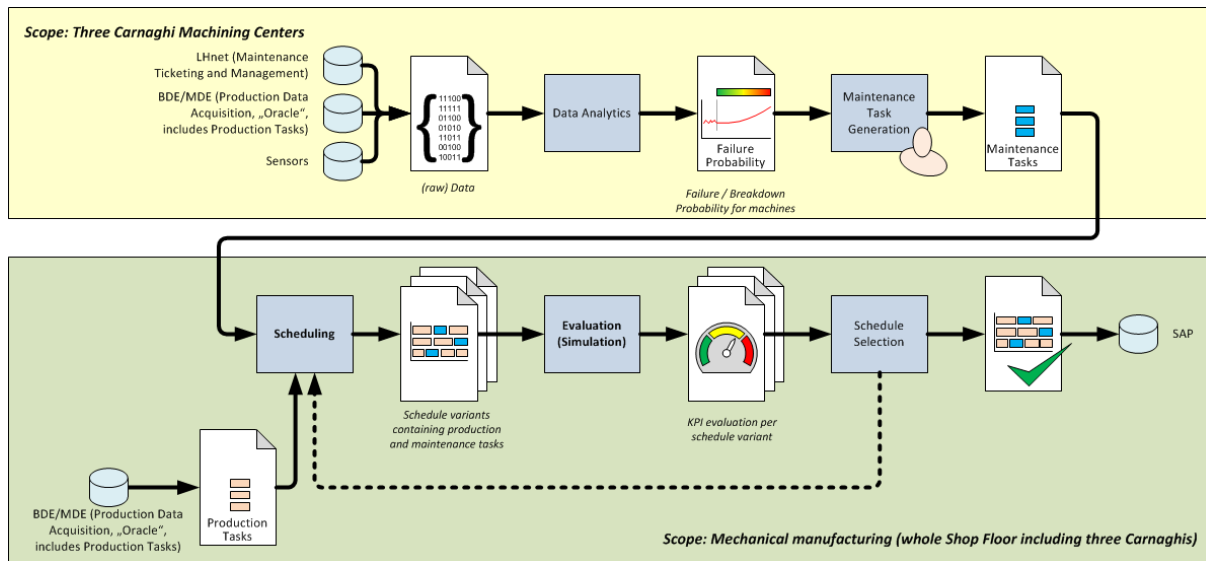 Scope: Three Carnaghi Machining Centers
LHnet (Maintenance
Ticketing and Management)
BDE/MDE (Production Data
Acquisition, „Oracle“,
includes Production Tasks)
Sensors
11100
11111
01100
01010
11011
00100
10011
(raw) Data
Data Analytics
Failure
Probability
Failure / Breakdown
Probability for machines
Maintenance
Task
Generation
Maintenance
Tasks
Scheduling
Schedule variants
containing production
and maintenance tasks
Evaluation
(Simulation)
KPI evaluation per
schedule variant
Schedule
Selection
SAP
BDE/MDE (Production Data
Acquisition, „Oracle“,
includes Production Tasks)
Production
Tasks
Scope: Mechanical manufacturing (whole Shop Floor including three Carnaghis)